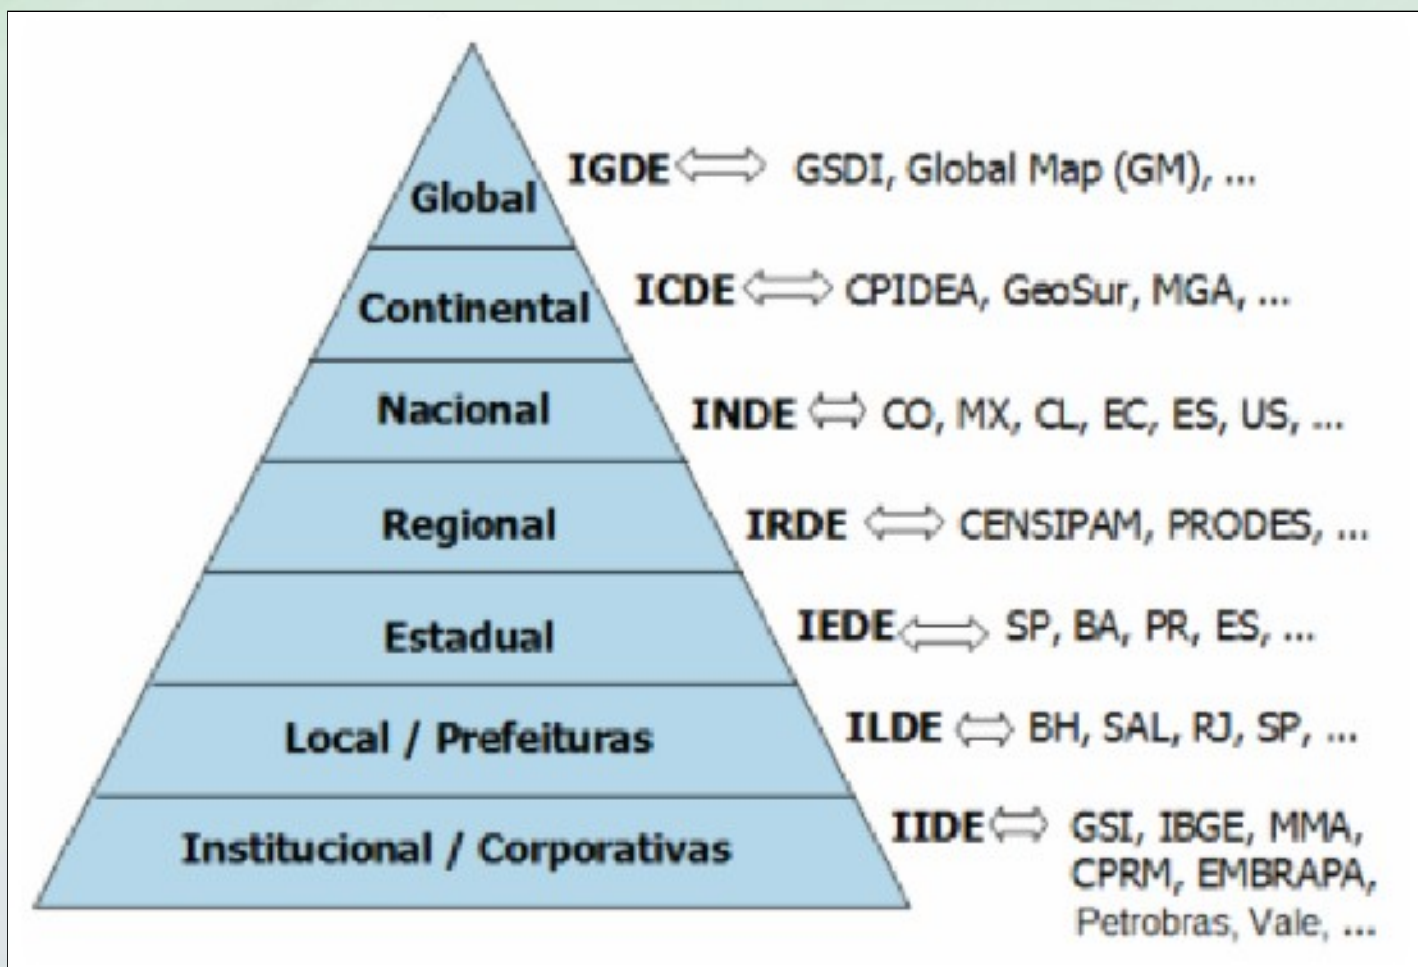 Global IGDE GSDI, Global Map (GM), ...
Continental ICDE CPIDEA, GeoSur, MGA, ...
Nacional INDE CO, MX, CL, EC, ES, US, ...
Regional IRDE CENSIPAM, PRODES, ...
Estadual IEDE SP, BA, PR, ES, ...
Local / Prefeituras ILDE BH, SAL, RJ, SP, ...
Institucional / Corporativas IIDE GSI, IBGE, MMA,
CPRM, EMBRAPA,
Petrobras, Vale, ...